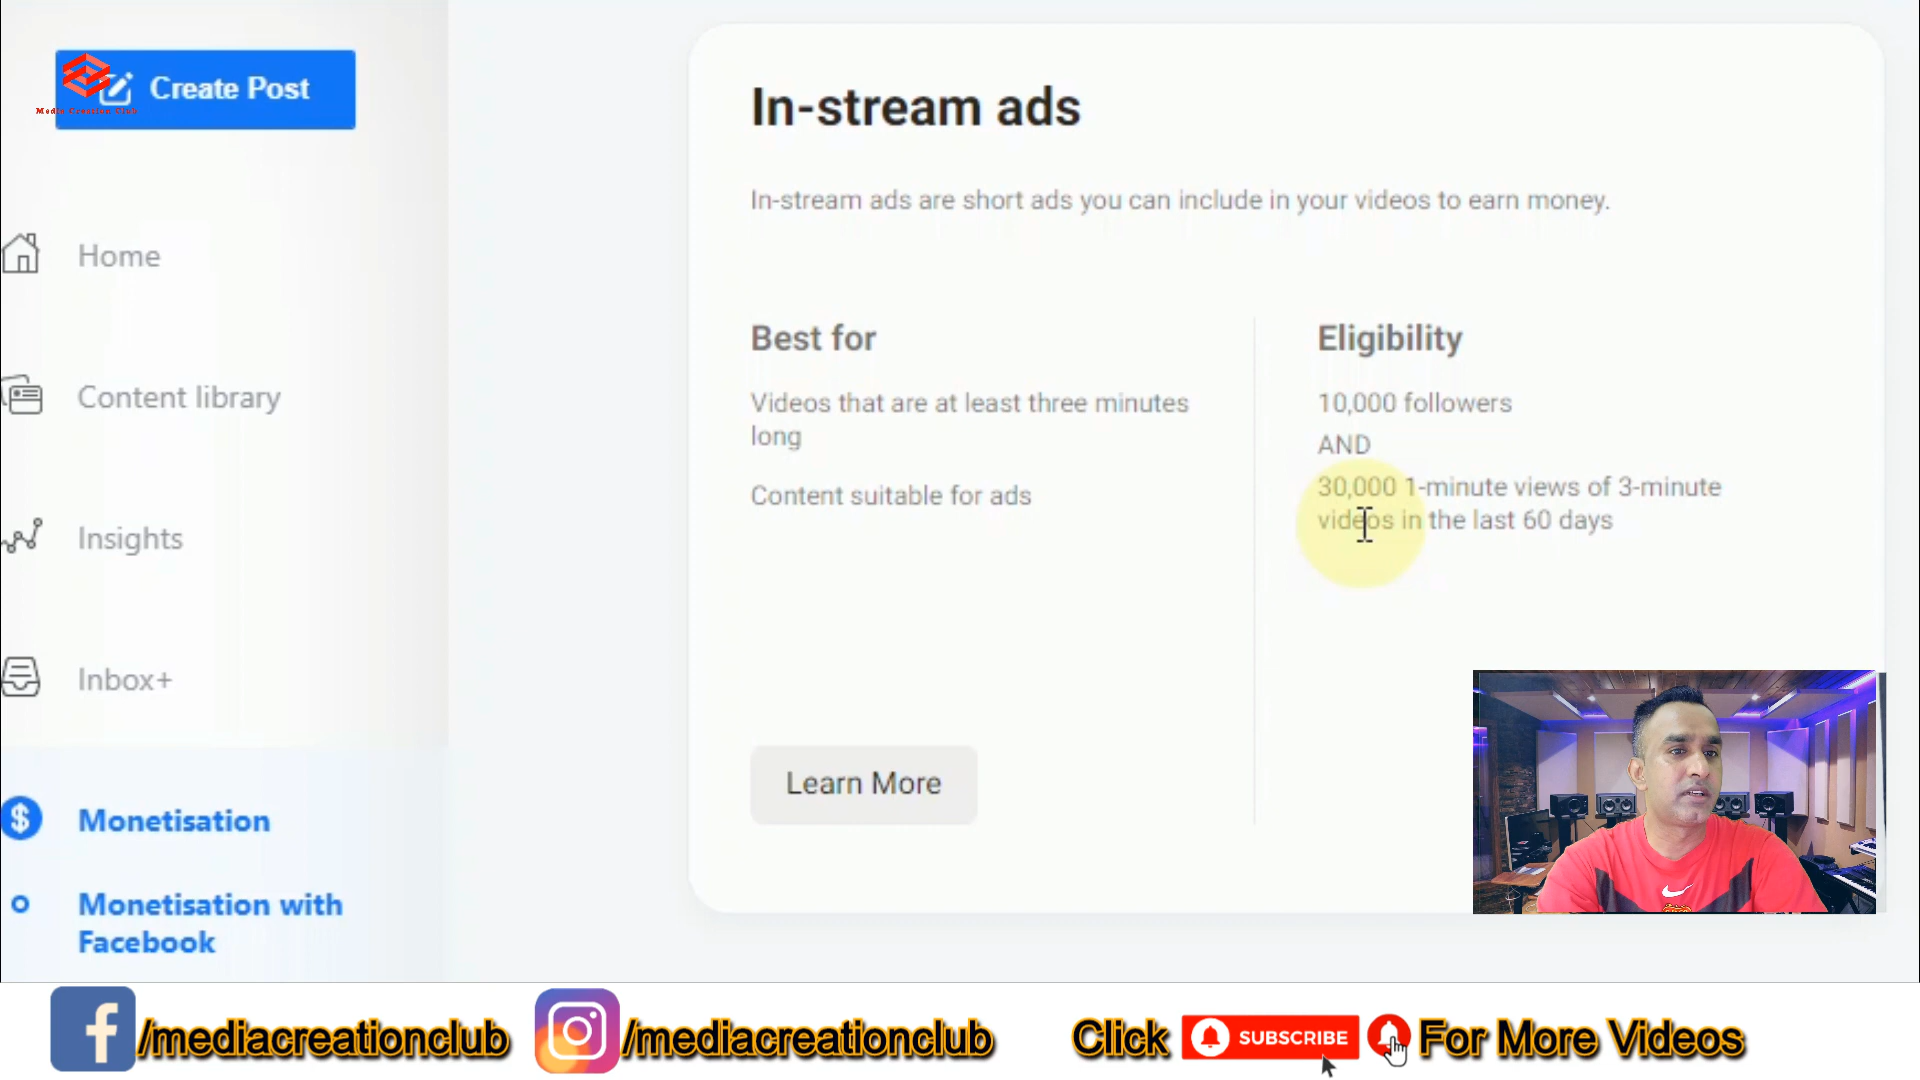 Create Post
Media Creation Club
Home
Content library
Insights
Inbox+
Monetisation
Monetisation with
Facebook
In-stream ads
In-stream ads are short ads you can include in your videos to earn money.
Best for
Videos that are at least three minutes
long
Content suitable for ads
Learn More
Eligibility
10,000 followers
AND
30,000 1-minute views of 3-minute
videos in the last 60 days
/mediacreationclub
/mediacreationclub
Click SUBSCRIBE For More Videos